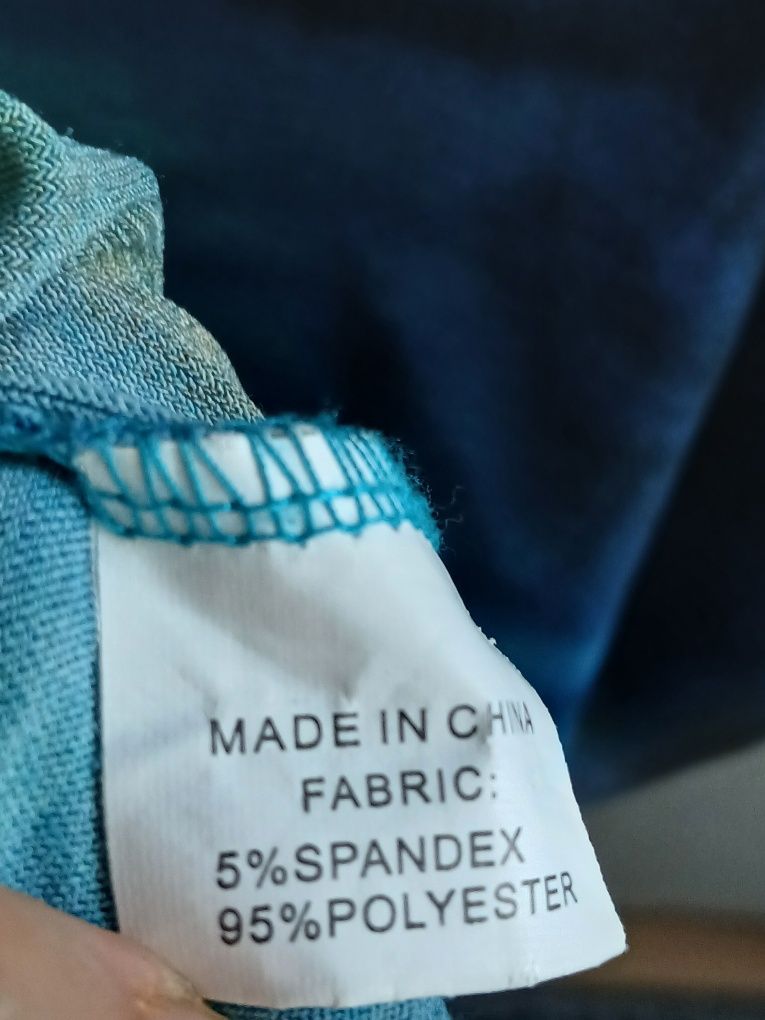 MADE IN CHINA
FABRIC:
5%SPANDEX
95%POLYESTER